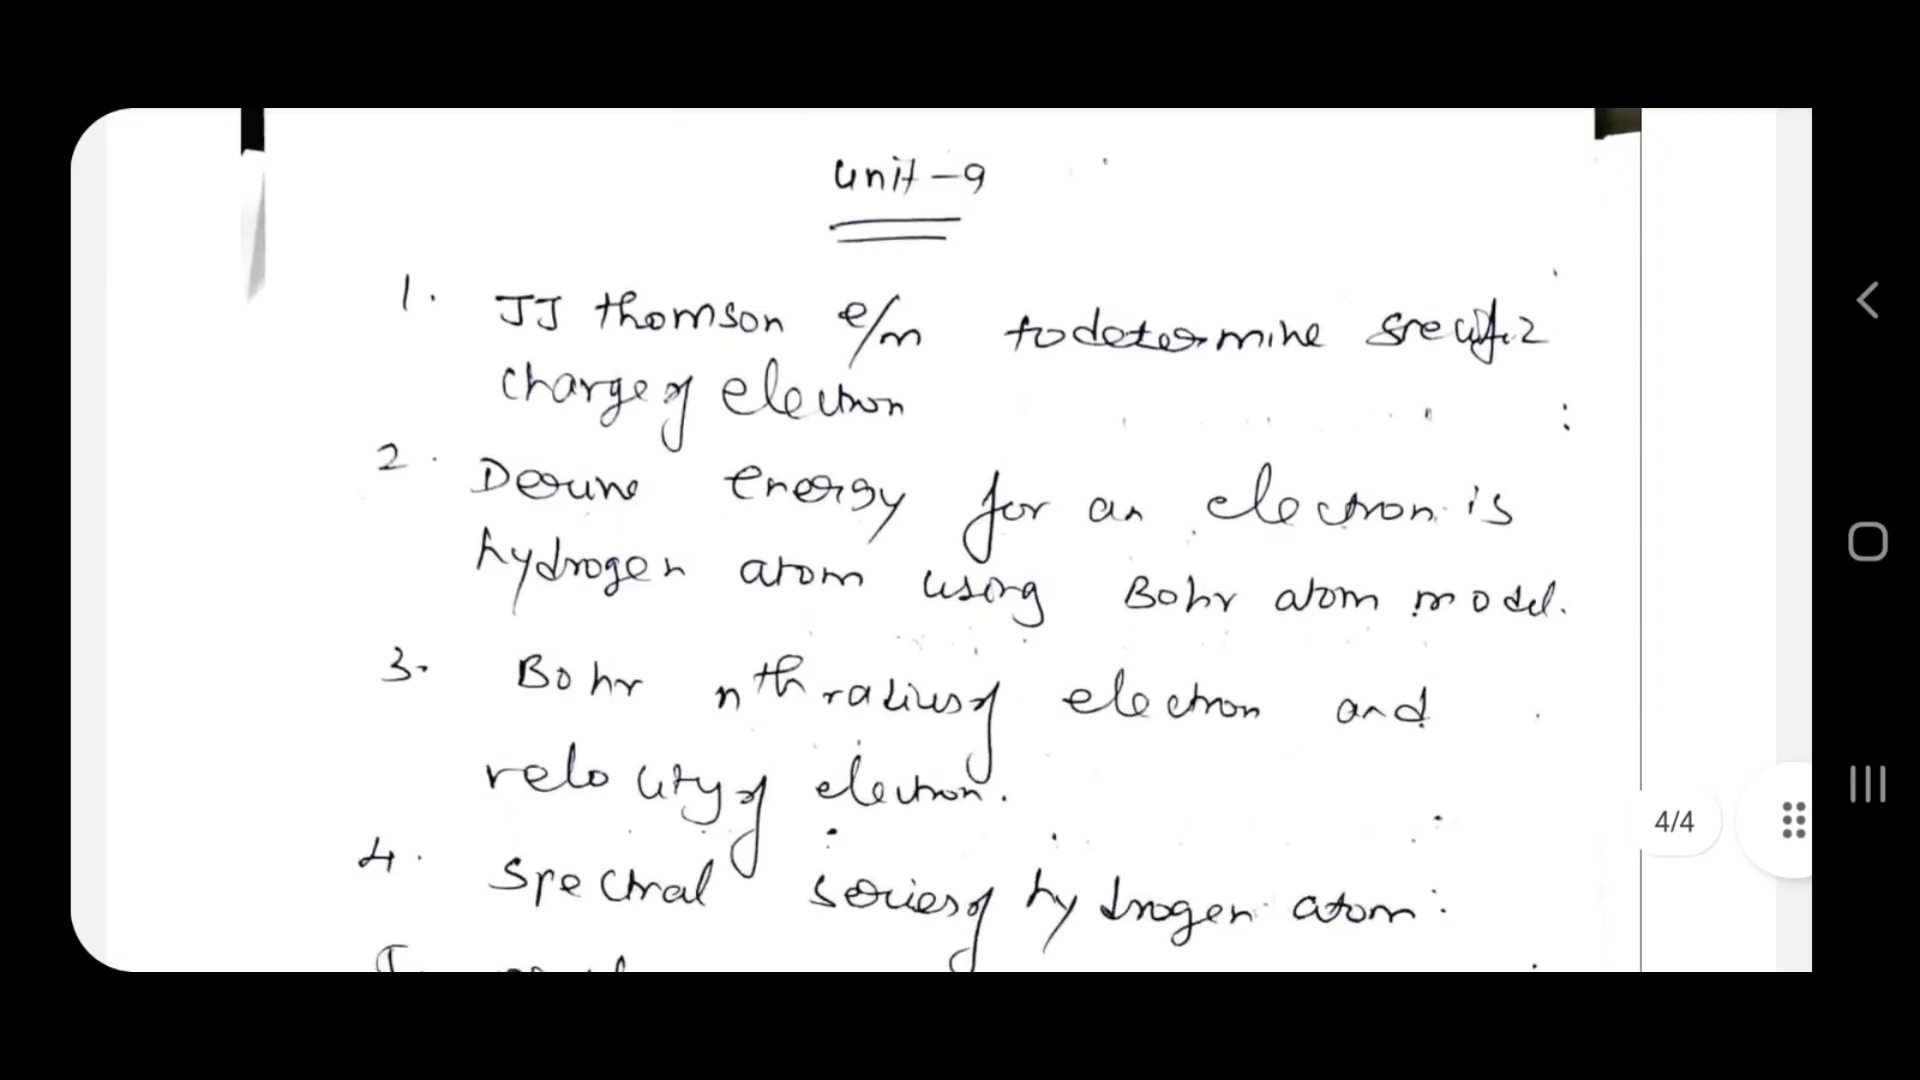 Unit - 9
1. JJ thomson e/m to determine specific
charge of electron
2. Derive energy for an electron is
hydrogen atom using Bohr atom model.
3. Bohr nth radius of electron and
velocity of electron.
4/4
4. Spectral series of hydrogen atom: